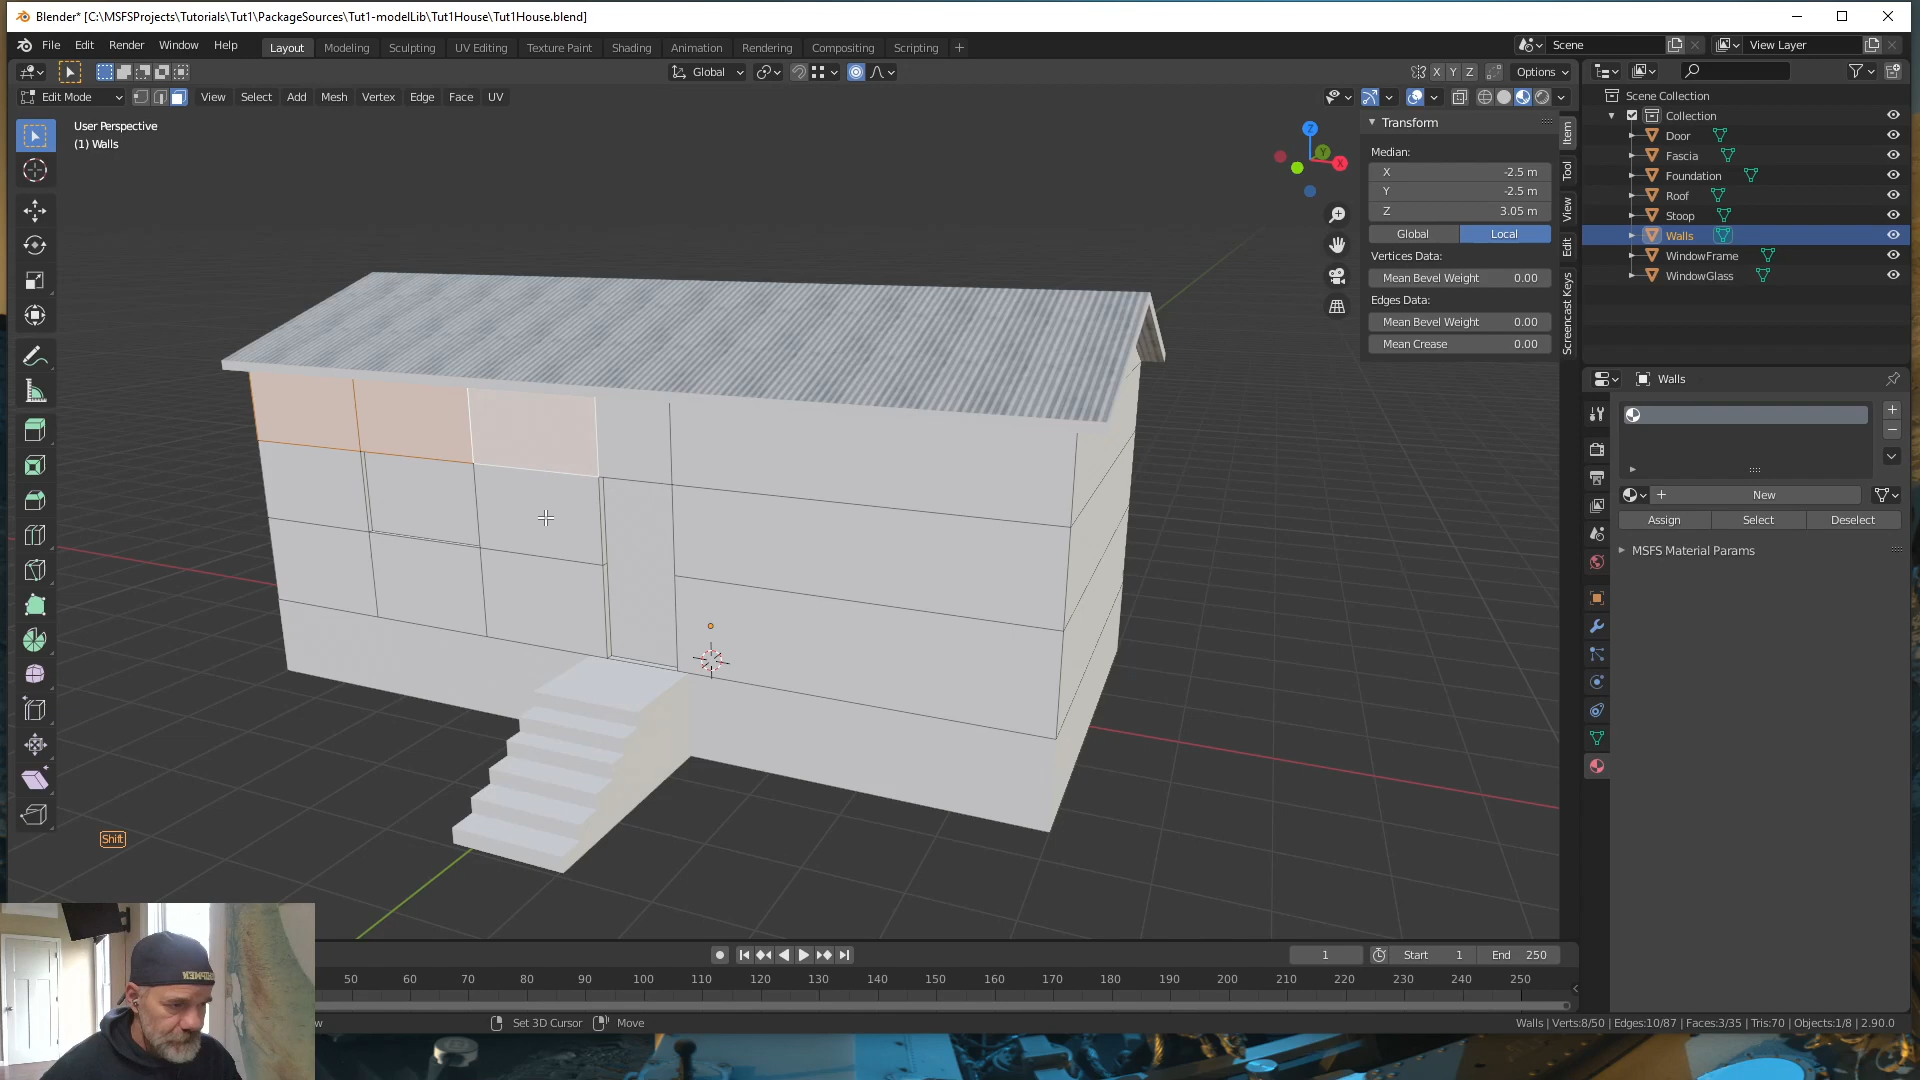 Blender* [C:\MSFSProjects\Tutorials\Tut1\PackageSources\Tut1-modelLib\Tut1House\Tut1House.blend]
File Edit Render Window Help Layout Modeling Sculpting UV Editing Texture Paint Shading Animation Rendering Compositing Scripting + Scene View Layer
Global X Y Z Options
Edit Mode View Select Add Mesh Vertex Edge Face UV
User Perspective
(1) Walls
Z
Y
X
Transform
Median:
X -2.5 m
Y -2.5 m
Z 3.05 m
Global Local
Vertices Data:
Mean Bevel Weight 0.00
Edges Data:
Mean Bevel Weight 0.00
Mean Crease 0.00
Item
Tool
View
Edit
Screencast Keys
Scene Collection
Collection
Door
Fascia
Foundation
Roof
Stoop
Walls
WindowFrame
WindowGlass
Walls
New
Assign Select Deselect
MSFS Material Params
Shift
1 Start 1 End 250
50 60 70 80 90 100 110 120 130 140 150 160 170 180 190 200 210 220 230 240 250
Set 3D Cursor Move
Walls | Verts:8/50 | Edges:10/87 | Faces:3/35 | Tris:70 | Objects:1/8 | 2.90.0